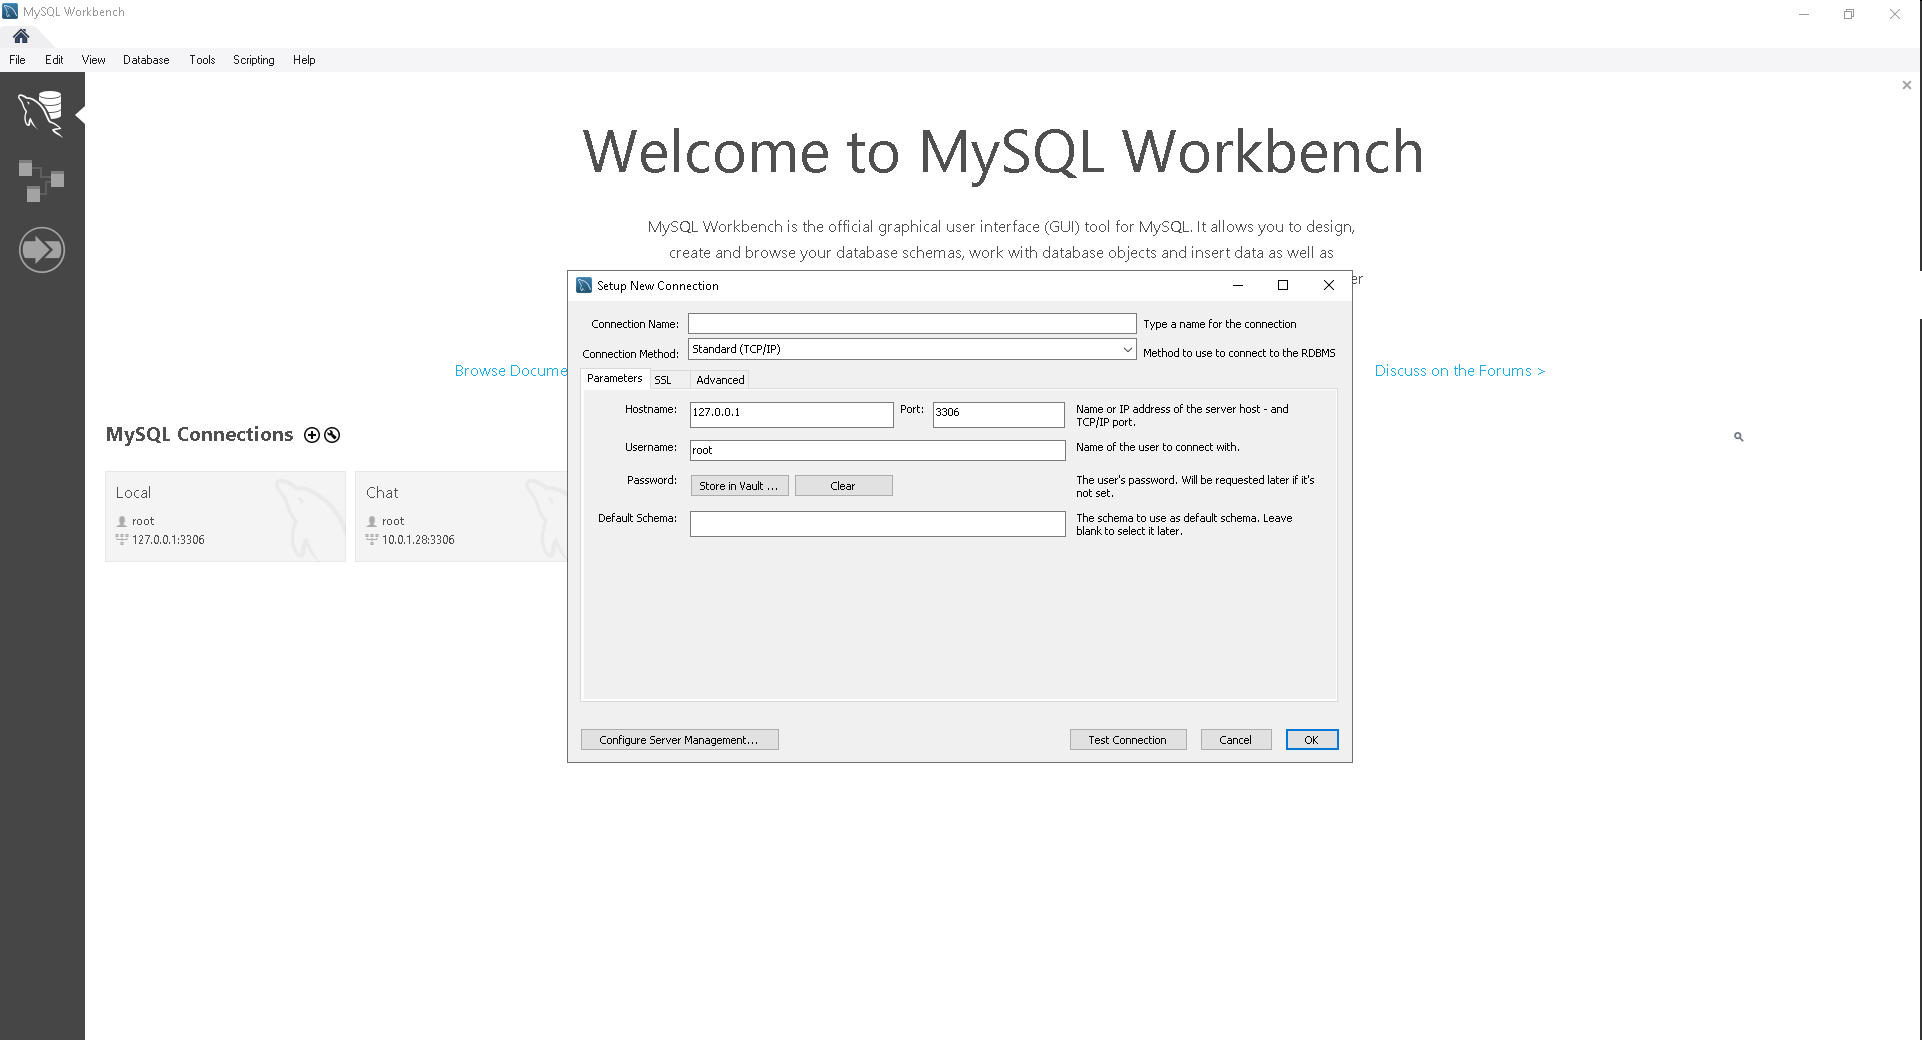 MySQL Workbench
File Edit View Database Tools Scripting Help
Welcome to MySQL Workbench
MySQL Workbench is the official graphical user interface (GUI) tool for MySQL. It allows you to design,
create and browse your database schemas, work with database objects and insert data as well as
er
Browse Docume
Discuss on the Forums >
MySQL Connections
Local
root
127.0.0.1:3306
Chat
root
10.0.1.28:3306
Setup New Connection
Connection Name: Type a name for the connection
Connection Method: Standard (TCP/IP) Method to use to connect to the RDBMS
Parameters SSL Advanced
Hostname: 127.0.0.1 Port: 3306 Name or IP address of the server host - and
TCP/IP port.
Username: root Name of the user to connect with.
Password: Store in Vault ... Clear The user's password. Will be requested later if it's
not set.
Default Schema: The schema to use as default schema. Leave
blank to select it later.
Configure Server Management... Test Connection Cancel OK